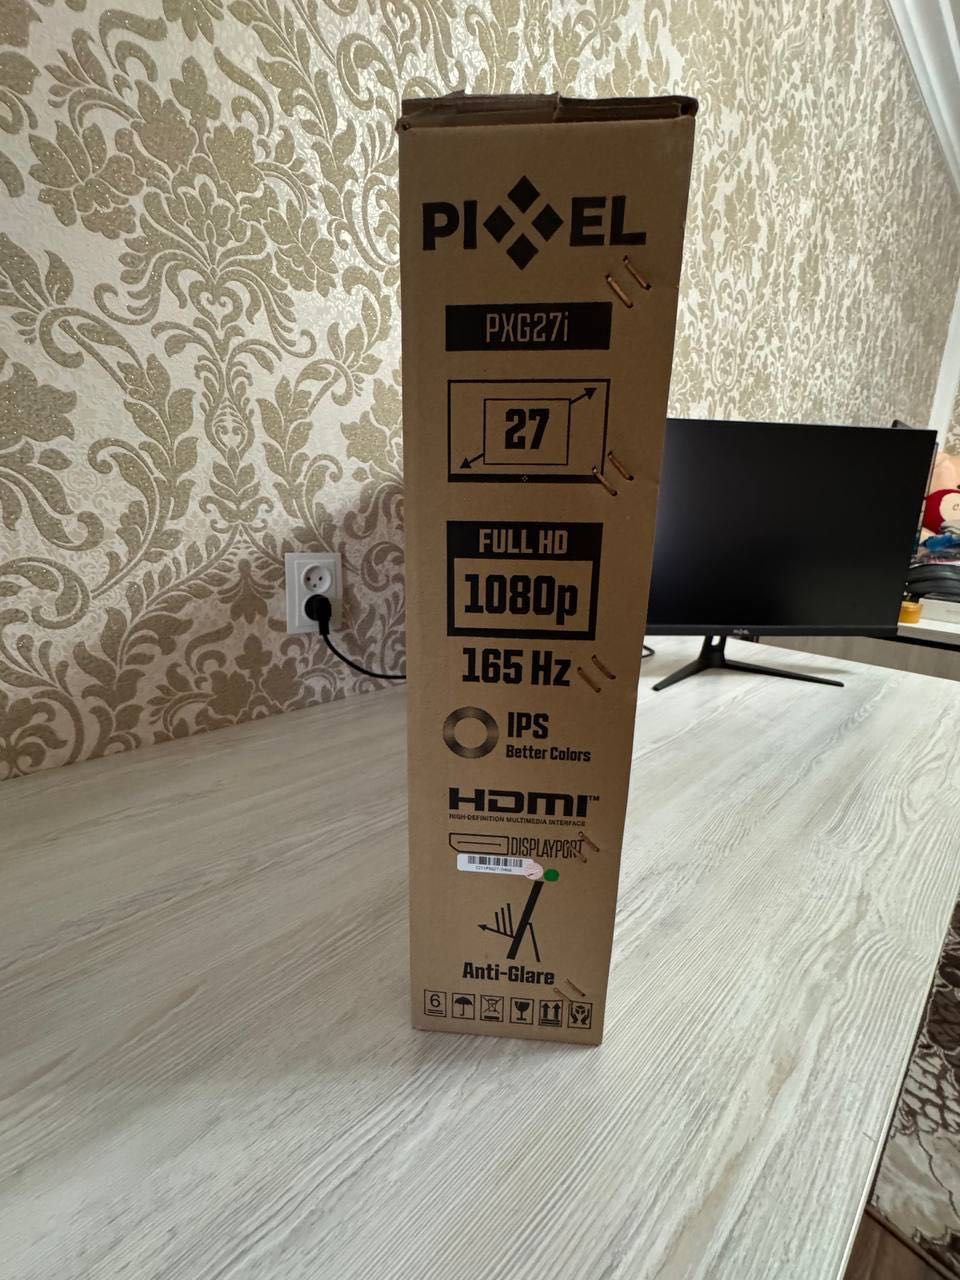 PIXEL
PXG27i
27
FULL HD
1080p
165 Hz
IPS
Better Colors
HDMI™
HIGH-DEFINITION MULTIMEDIA INTERFACE
DISPLAYPORT
Anti-Glare
6